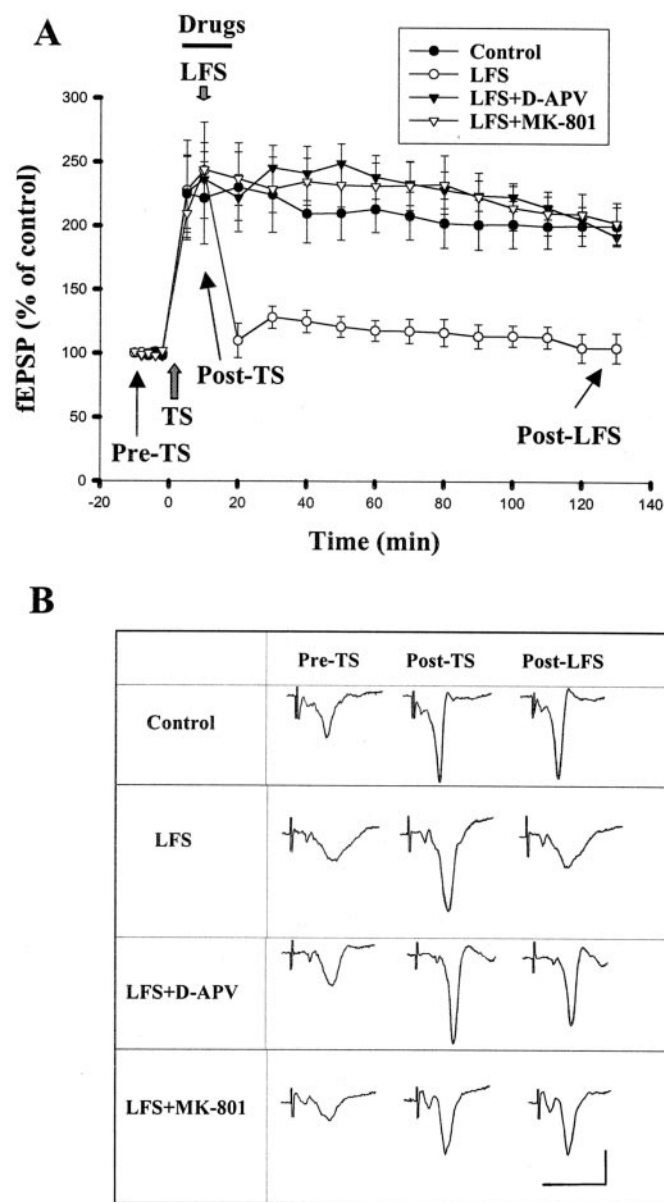 A
Drugs
LFS
Control
LFS
LFS+D-APV
LFS+MK-801
300
250
200
150
100
50
0
fEPSP (% of control)
Post-TS
TS
Pre-TS
Post-LFS
-20 0 20 40 60 80 100 120 140
Time (min)
B
Pre-TS Post-TS Post-LFS
Control
LFS
LFS+D-APV
LFS+MK-801